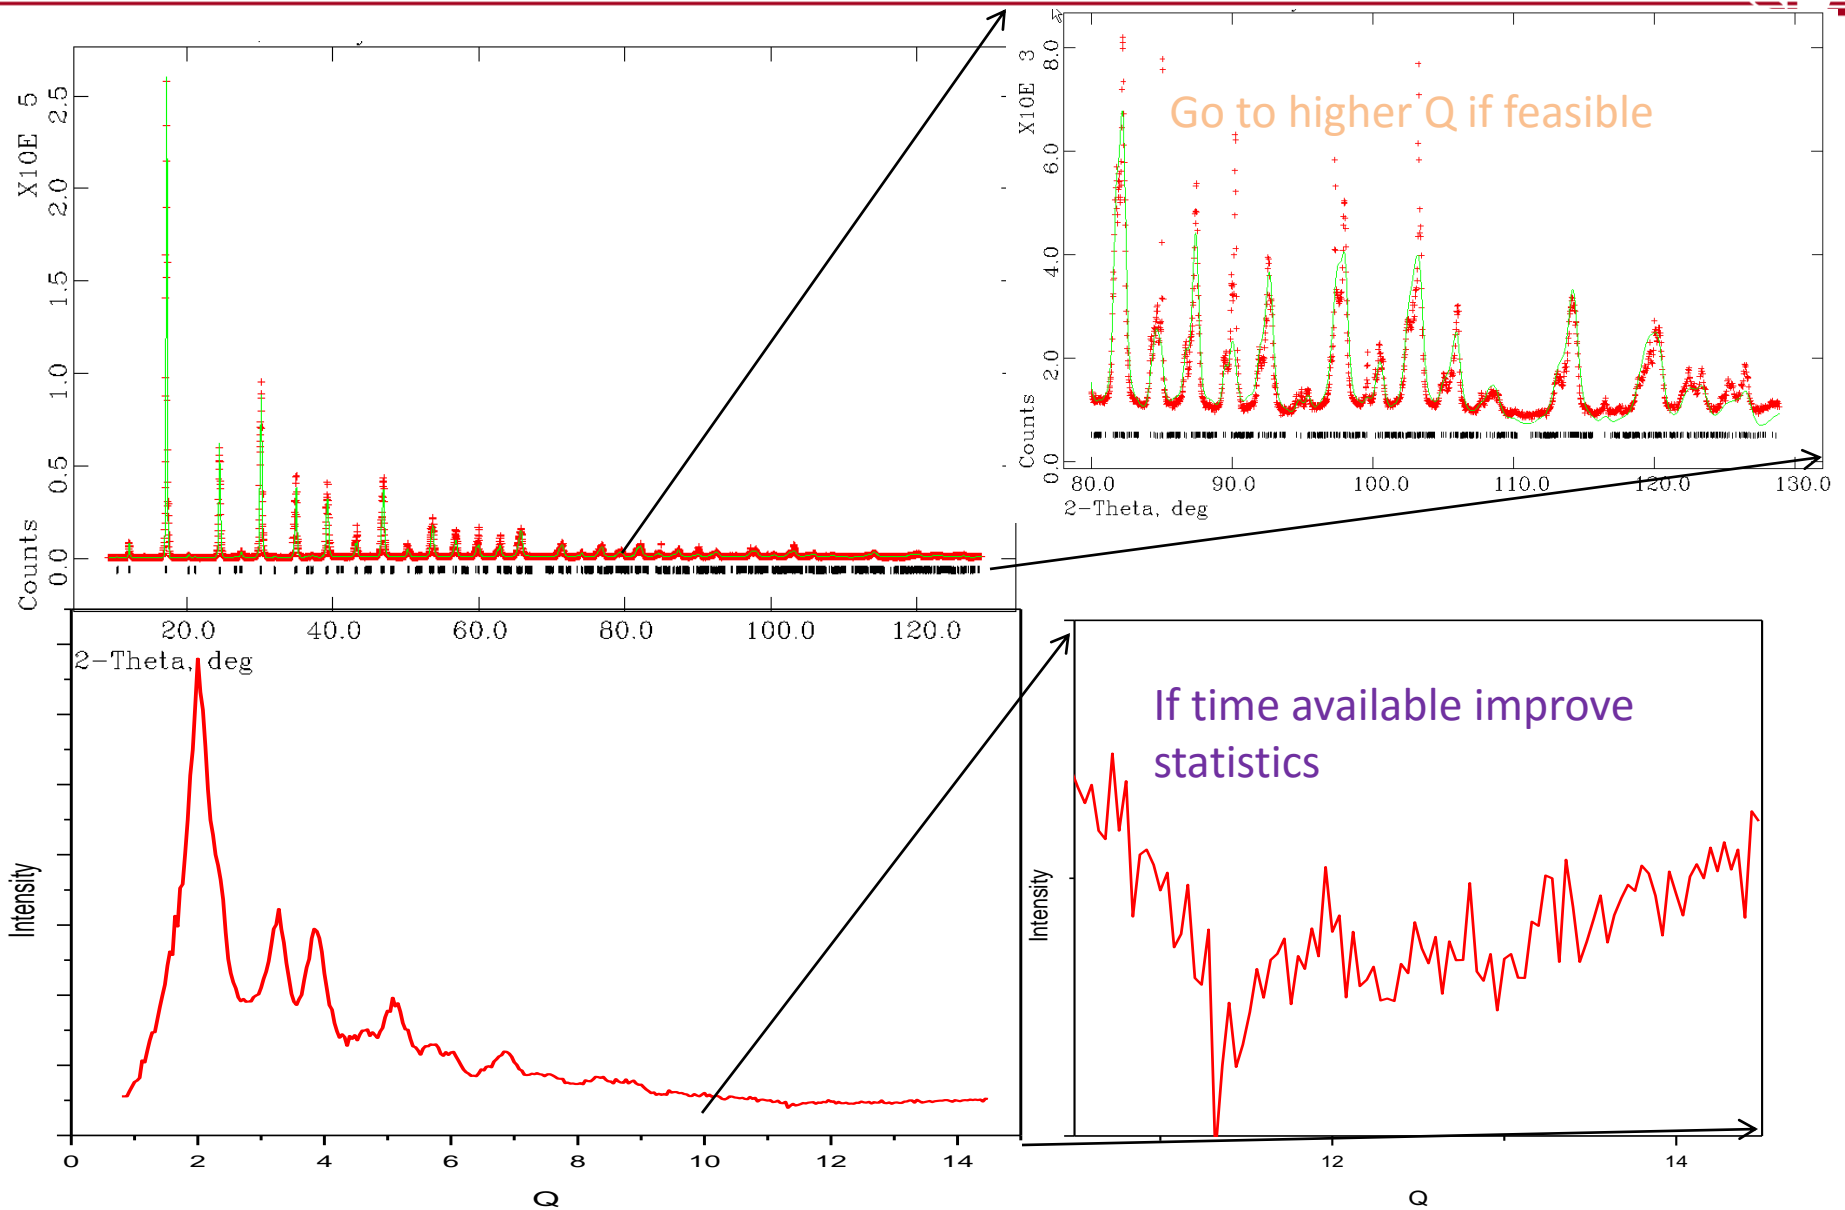 X10E 5
2.5
2.0
1.5
1.0
0.5
0.0
Counts
20.0 40.0 60.0 80.0 100.0 120.0
2-Theta, deg
X10E 3
8.0
6.0
4.0
2.0
0.0
Counts
Go to higher Q if feasible
80.0 90.0 100.0 110.0 120.0 130.0
2-Theta, deg
Intensity
0 2 4 6 8 10 12 14
Q
If time available improve
statistics
Intensity
12 14
Q